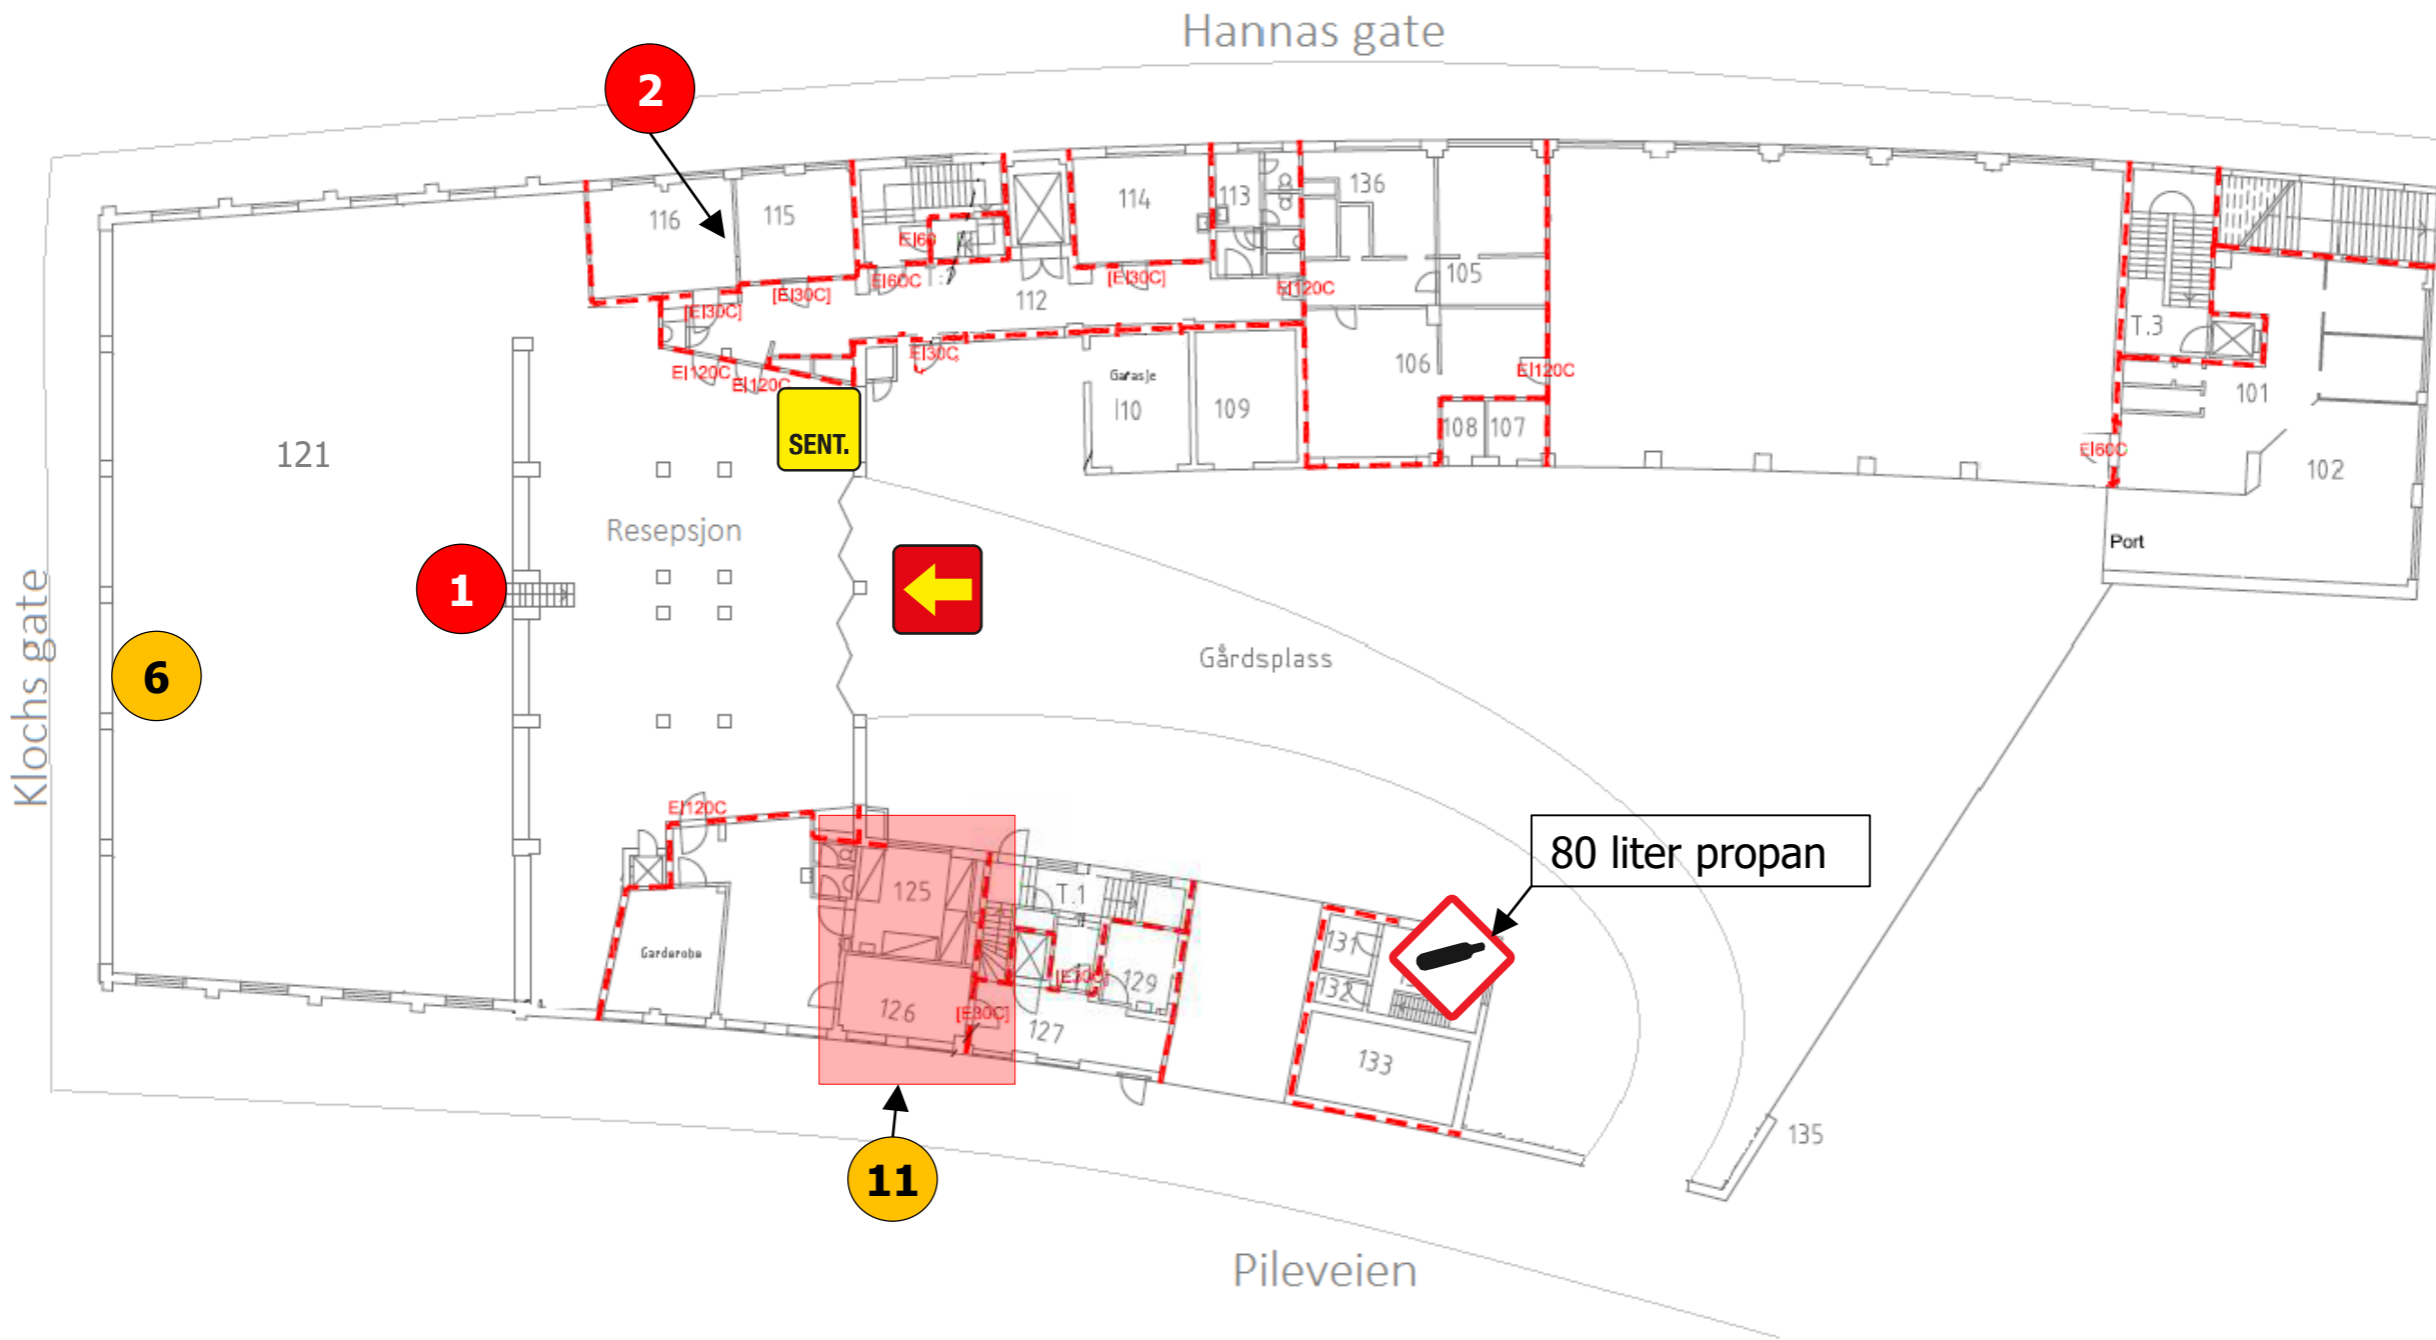 Hannas gate
2
116
115
114
113
136
EI60
EI60C
[EI30C]
[EI30C]
[EI30C]
112
EI120C
105
T.3
EI30C
EI120C
EI120C
Garasje
110
109
106
EI120C
108
107
101
EI60C
102
121
SENT.
Resepsjon
Port
Klochs gate
1
6
Gårdsplass
EI120C
80 liter propan
125
T.1
Garderobe
131
132
[E30C]
129
126
[E30C]
127
133
135
11
Pileveien